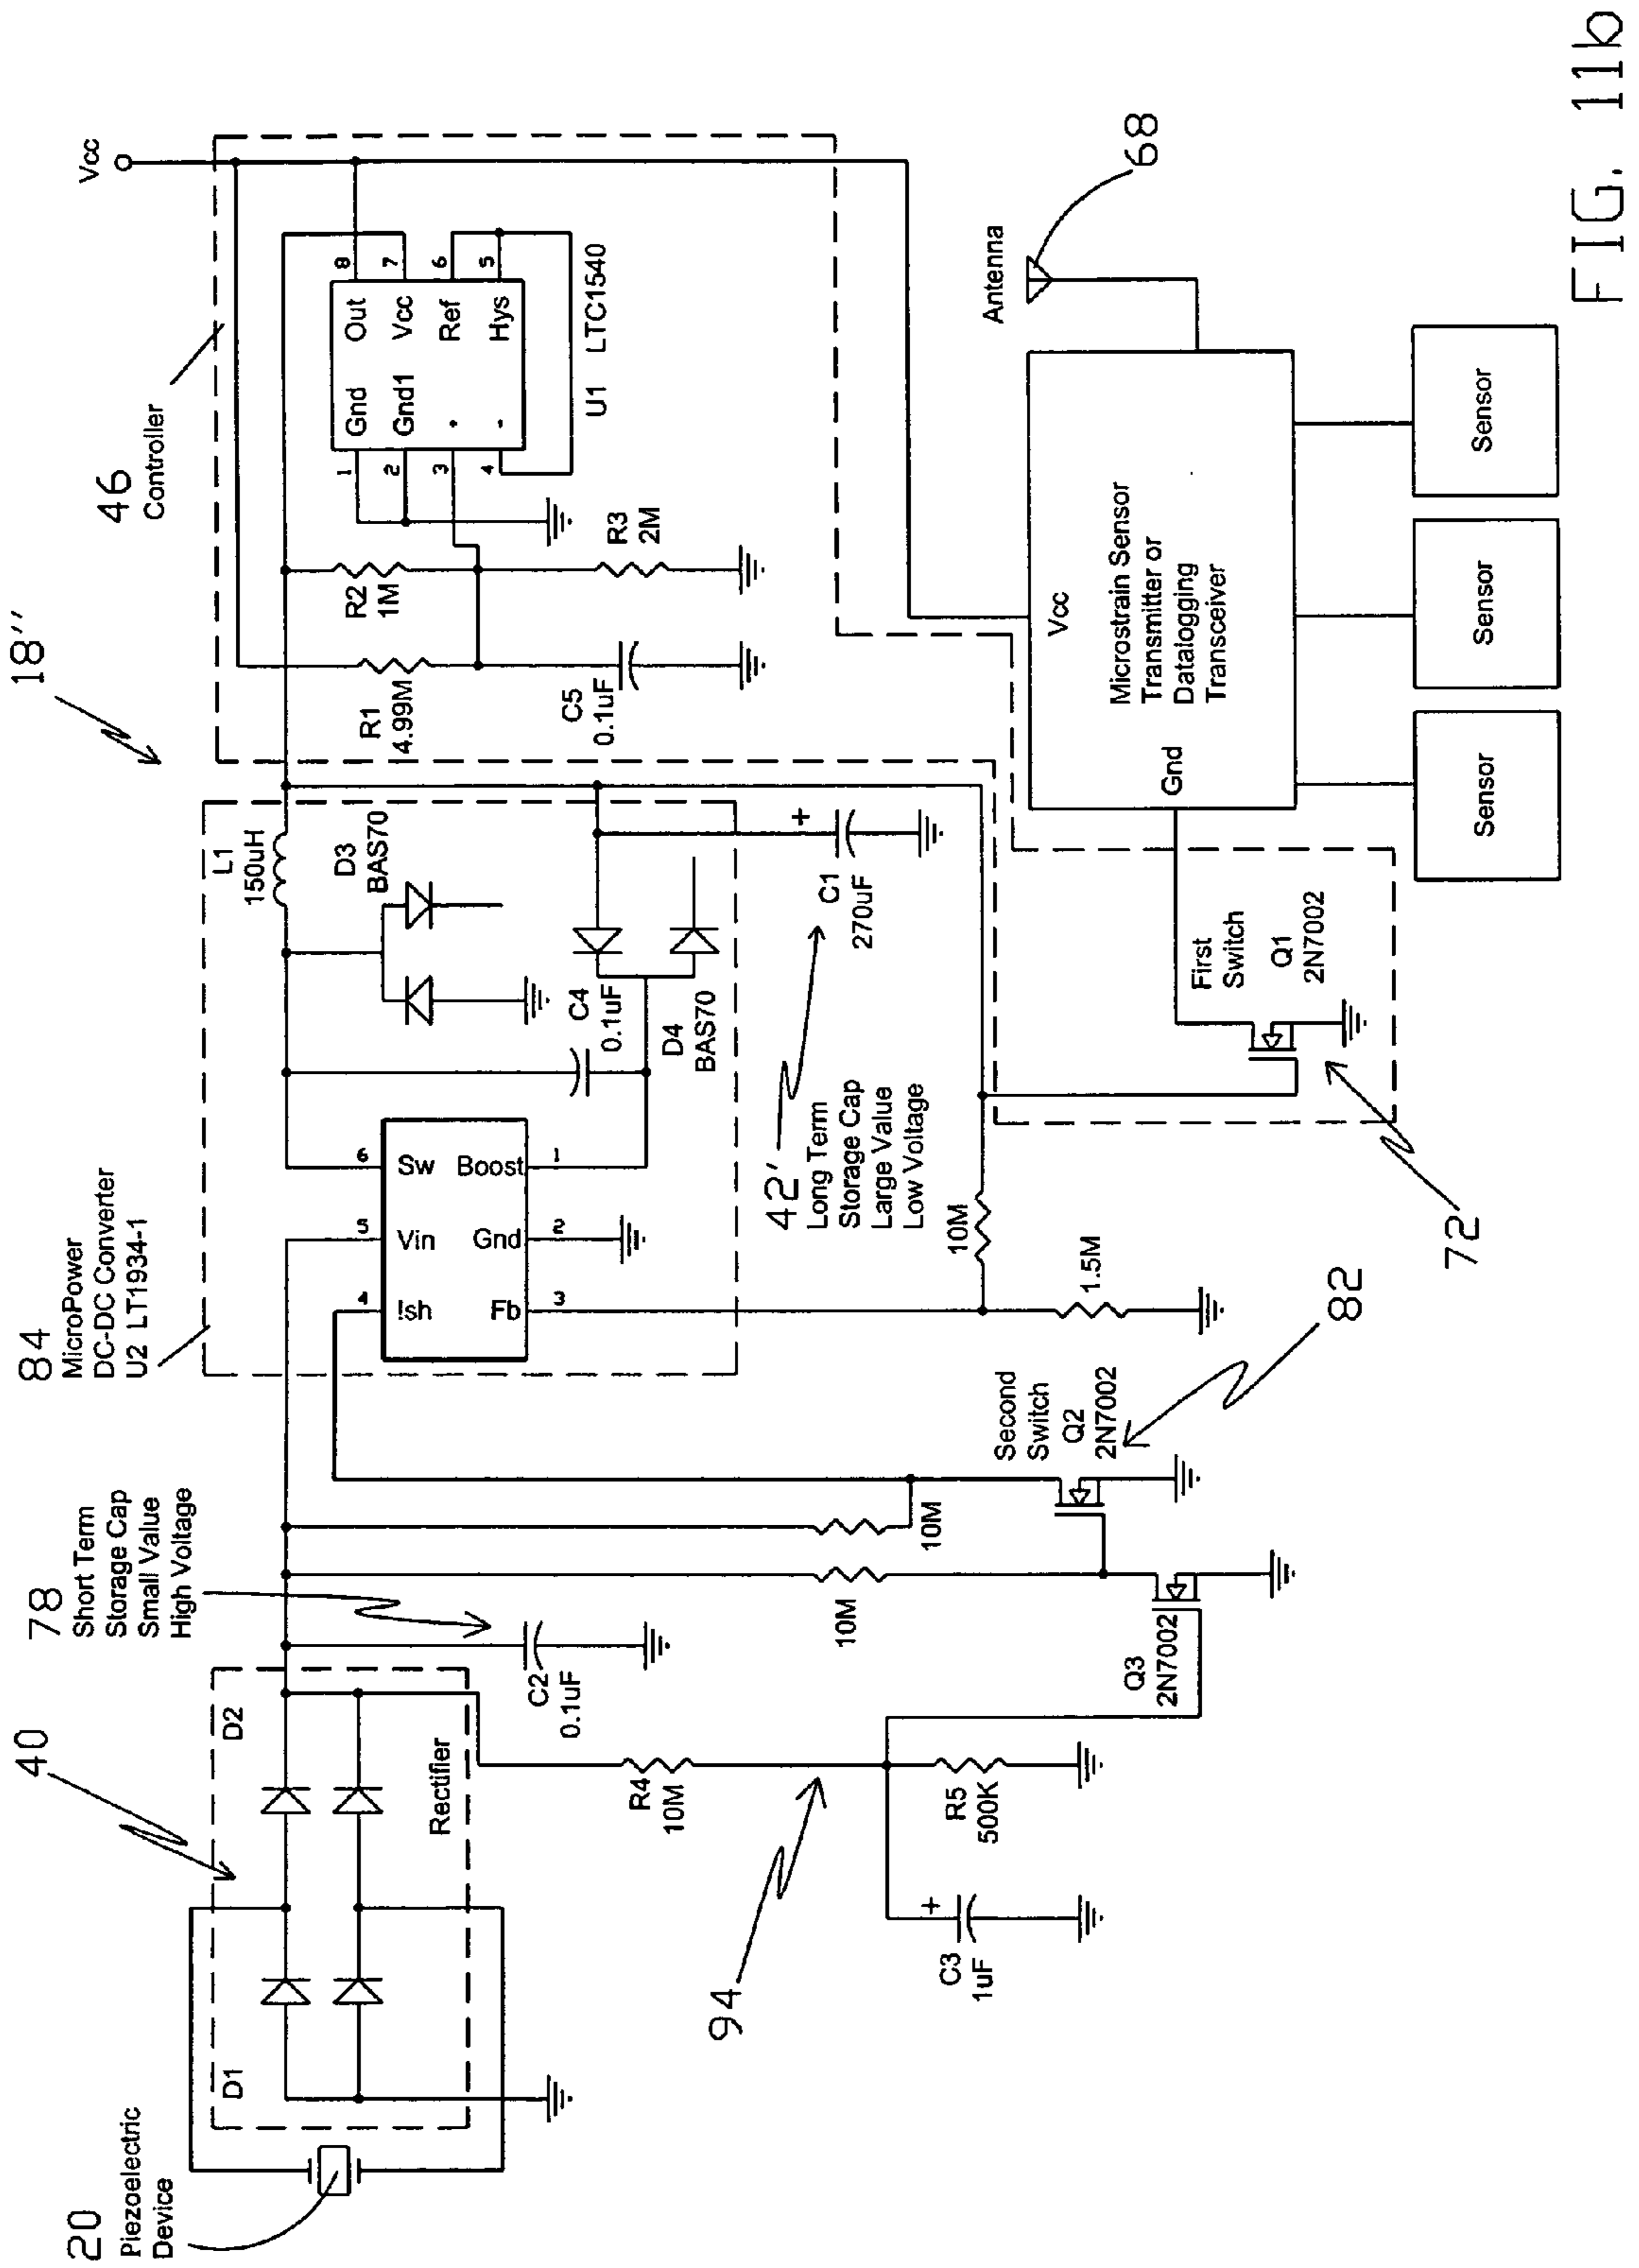 20
Piezoelectric
Device
40
D1
D2
Rectifier
78
Short Term
Storage Cap
Small Value
High Voltage
C2
0.1uF
94
R4
10M
R5
500K
C3
1uF
10M
10M
Q3
2N7002
Second
Switch
Q2
2N7002
82
84
MicroPower
DC-DC Converter
U2 LT1934-1
4
5
6
!sh
Vin
Sw
Fb
Gnd
Boost
3
2
1
L1
150uH
D3
BAS70
C4
0.1uF
D4
BAS70
42'
Long Term
Storage Cap
Large Value
Low Voltage
C1
270uF
+
+
10M
1.5M
18''
46
Controller
R1
4.99M
R2
1M
R3
2M
C5
0.1uF
1
2
3
4
Gnd
Gnd1
+
-
Out
Vcc
Ref
Hys
8
7
6
5
U1 LTC1540
Vcc
First
Switch
Q1
2N7002
72
Gnd
Vcc
Microstrain Sensor
Transmitter or
Datalogging
Transceiver
Antenna
68
Sensor
Sensor
Sensor
FIG. 11b